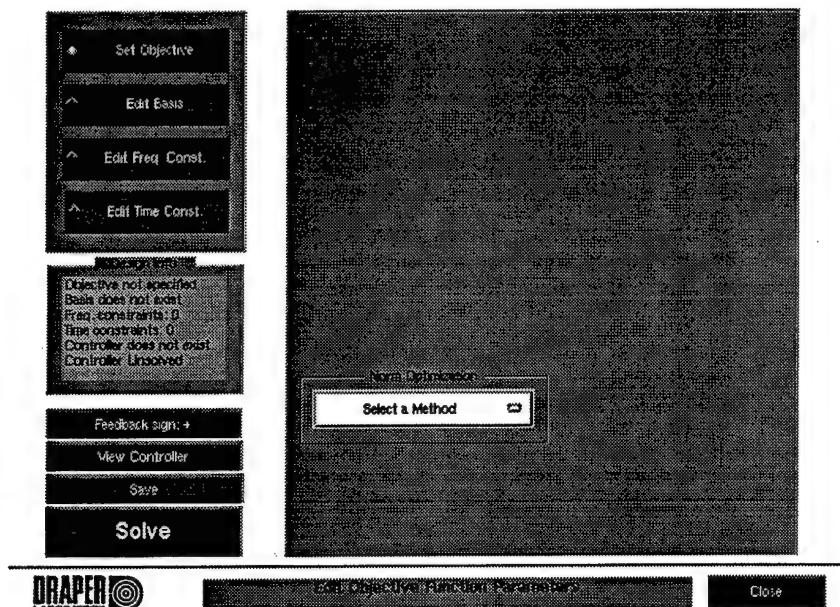 Set Objective
Edit Basis
Edit Freq. Const.
Edit Time Const.
Design Info
Objective not specified
Basis does not exist
Freq. constraints: 0
Time constraints: 0
Controller does not exist
Controller Unsolved
Norm Optimization
Select a Method
Feedback sign: +
View Controller
Save
Solve
DRAPER
Edit Objective Function Parameters
Close